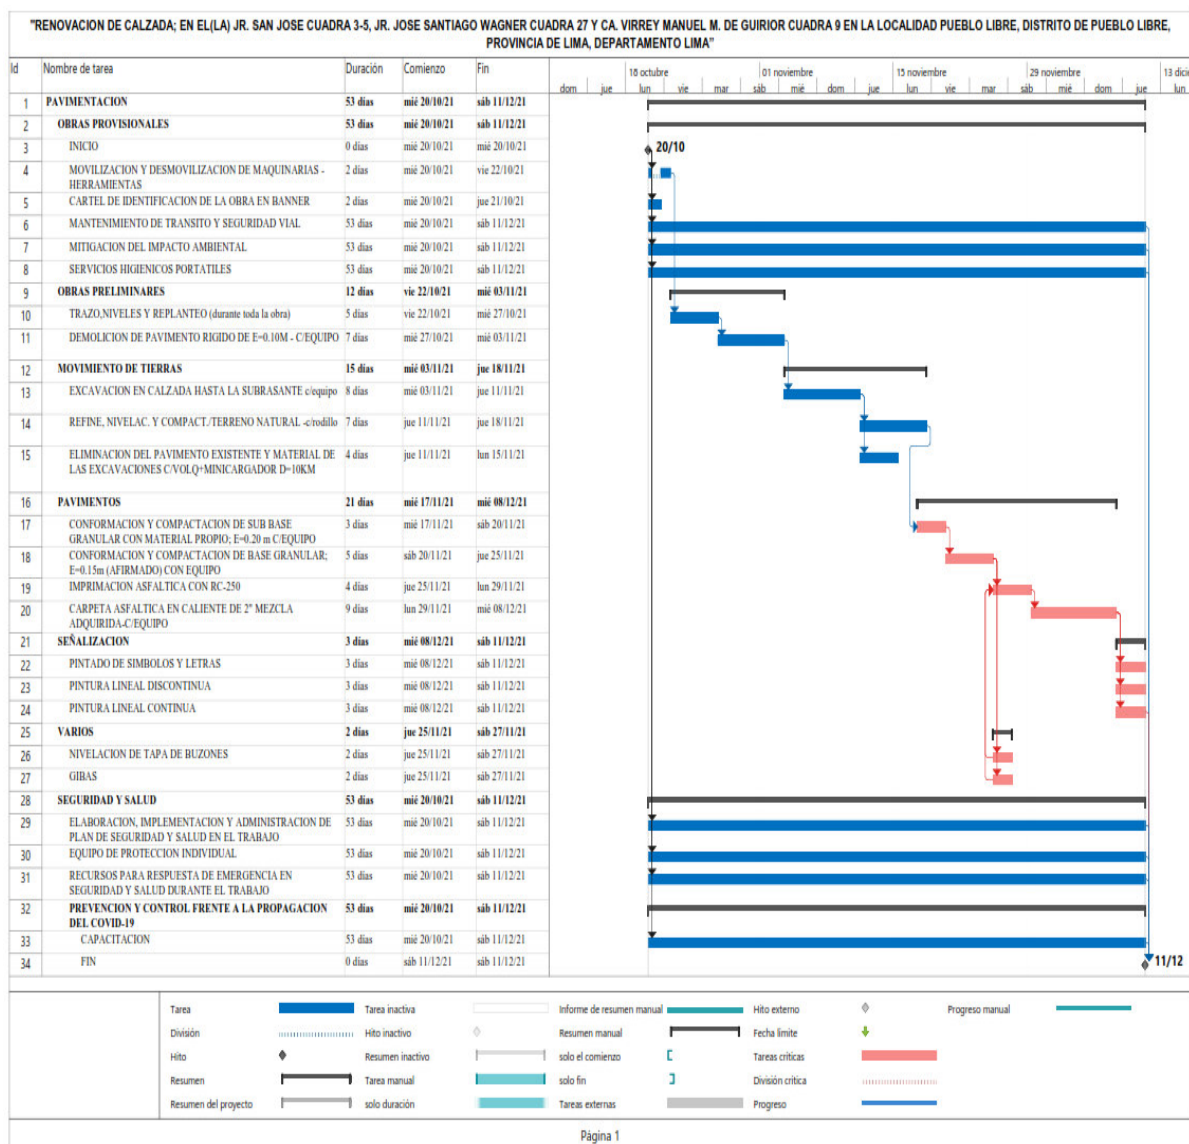 "RENOVACION DE CALZADA; EN EL(LA) JR. SAN JOSE CUADRA 3-5, JR. JOSE SANTIAGO WAGNER CUADRA 27 Y CA. VIRREY MANUEL M. DE GUIRIOR CUADRA 9 EN LA LOCALIDAD PUEBLO LIBRE, DISTRITO DE PUEBLO LIBRE,
PROVINCIA DE LIMA, DEPARTAMENTO LIMA"
Id Nombre de tarea Duración Comienzo Fin 18 octubre 01 noviembre 15 noviembre 29 noviembre 13 dici
dom jue lun vie mar sáb mié dom jue lun vie mar sáb mié dom jue lun
1 PAVIMENTACION 53 días mié 20/10/21 sáb 11/12/21
2 OBRAS PROVISIONALES 53 días mié 20/10/21 sáb 11/12/21
3 INICIO 0 días mié 20/10/21 mié 20/10/21 20/10
4 MOVILIZACION Y DESMOVILIZACION DE MAQUINARIAS - 2 días mié 20/10/21 vie 22/10/21
HERRAMIENTAS
5 CARTEL DE IDENTIFICACION DE LA OBRA EN BANNER 2 días mié 20/10/21 jue 21/10/21
6 MANTENIMIENTO DE TRANSITO Y SEGURIDAD VIAL 53 días mié 20/10/21 sáb 11/12/21
7 MITIGACION DEL IMPACTO AMBIENTAL 53 días mié 20/10/21 sáb 11/12/21
8 SERVICIOS HIGIENICOS PORTATILES 53 días mié 20/10/21 sáb 11/12/21
9 OBRAS PRELIMINARES 12 días vie 22/10/21 mié 03/11/21
10 TRAZO,NIVELES Y REPLANTEO (durante toda la obra) 5 días vie 22/10/21 mié 27/10/21
11 DEMOLICION DE PAVIMENTO RIGIDO DE E=0.10M - C/EQUIPO 7 días mié 27/10/21 mié 03/11/21
12 MOVIMIENTO DE TIERRAS 15 días mié 03/11/21 jue 18/11/21
13 EXCAVACION EN CALZADA HASTA LA SUBRASANTE c/equipo 8 días mié 03/11/21 jue 11/11/21
14 REFINE, NIVELAC. Y COMPACT./TERRENO NATURAL -c/rodillo 7 días jue 11/11/21 jue 18/11/21
15 ELIMINACION DEL PAVIMENTO EXISTENTE Y MATERIAL DE 4 días jue 11/11/21 lun 15/11/21
LAS EXCAVACIONES C/VOLQ+MINICARGADOR D=10KM
16 PAVIMENTOS 21 días mié 17/11/21 mié 08/12/21
17 CONFORMACION Y COMPACTACION DE SUB BASE 3 días mié 17/11/21 sáb 20/11/21
GRANULAR CON MATERIAL PROPIO; E=0.20 m C/EQUIPO
18 CONFORMACION Y COMPACTACION DE BASE GRANULAR; 5 días sáb 20/11/21 jue 25/11/21
E=0.15m (AFIRMADO) CON EQUIPO
19 IMPRIMACION ASFALTICA CON RC-250 4 días jue 25/11/21 lun 29/11/21
20 CARPETA ASFALTICA EN CALIENTE DE 2" MEZCLA 9 días lun 29/11/21 mié 08/12/21
ADQUIRIDA-C/EQUIPO
21 SEÑALIZACION 3 días mié 08/12/21 sáb 11/12/21
22 PINTADO DE SIMBOLOS Y LETRAS 3 días mié 08/12/21 sáb 11/12/21
23 PINTURA LINEAL DISCONTINUA 3 días mié 08/12/21 sáb 11/12/21
24 PINTURA LINEAL CONTINUA 3 días mié 08/12/21 sáb 11/12/21
25 VARIOS 2 días jue 25/11/21 sáb 27/11/21
26 NIVELACION DE TAPA DE BUZONES 2 días jue 25/11/21 sáb 27/11/21
27 GIBAS 2 días jue 25/11/21 sáb 27/11/21
28 SEGURIDAD Y SALUD 53 días mié 20/10/21 sáb 11/12/21
29 ELABORACION, IMPLEMENTACION Y ADMINISTRACION DE 53 días mié 20/10/21 sáb 11/12/21
PLAN DE SEGURIDAD Y SALUD EN EL TRABAJO
30 EQUIPO DE PROTECCION INDIVIDUAL 53 días mié 20/10/21 sáb 11/12/21
31 RECURSOS PARA RESPUESTA DE EMERGENCIA EN 53 días mié 20/10/21 sáb 11/12/21
SEGURIDAD Y SALUD DURANTE EL TRABAJO
32 PREVENCION Y CONTROL FRENTE A LA PROPAGACION 53 días mié 20/10/21 sáb 11/12/21
DEL COVID-19
33 CAPACITACION 53 días mié 20/10/21 sáb 11/12/21
34 FIN 0 días sáb 11/12/21 sáb 11/12/21 11/12
Tarea Tarea inactiva Informe de resumen manual Hito externo Progreso manual
División Hito inactivo Resumen manual Fecha límite
Hito Resumen inactivo solo el comienzo Tareas críticas
Resumen Tarea manual solo fin División crítica
Resumen del proyecto solo duración Tareas externas Progreso
Página 1